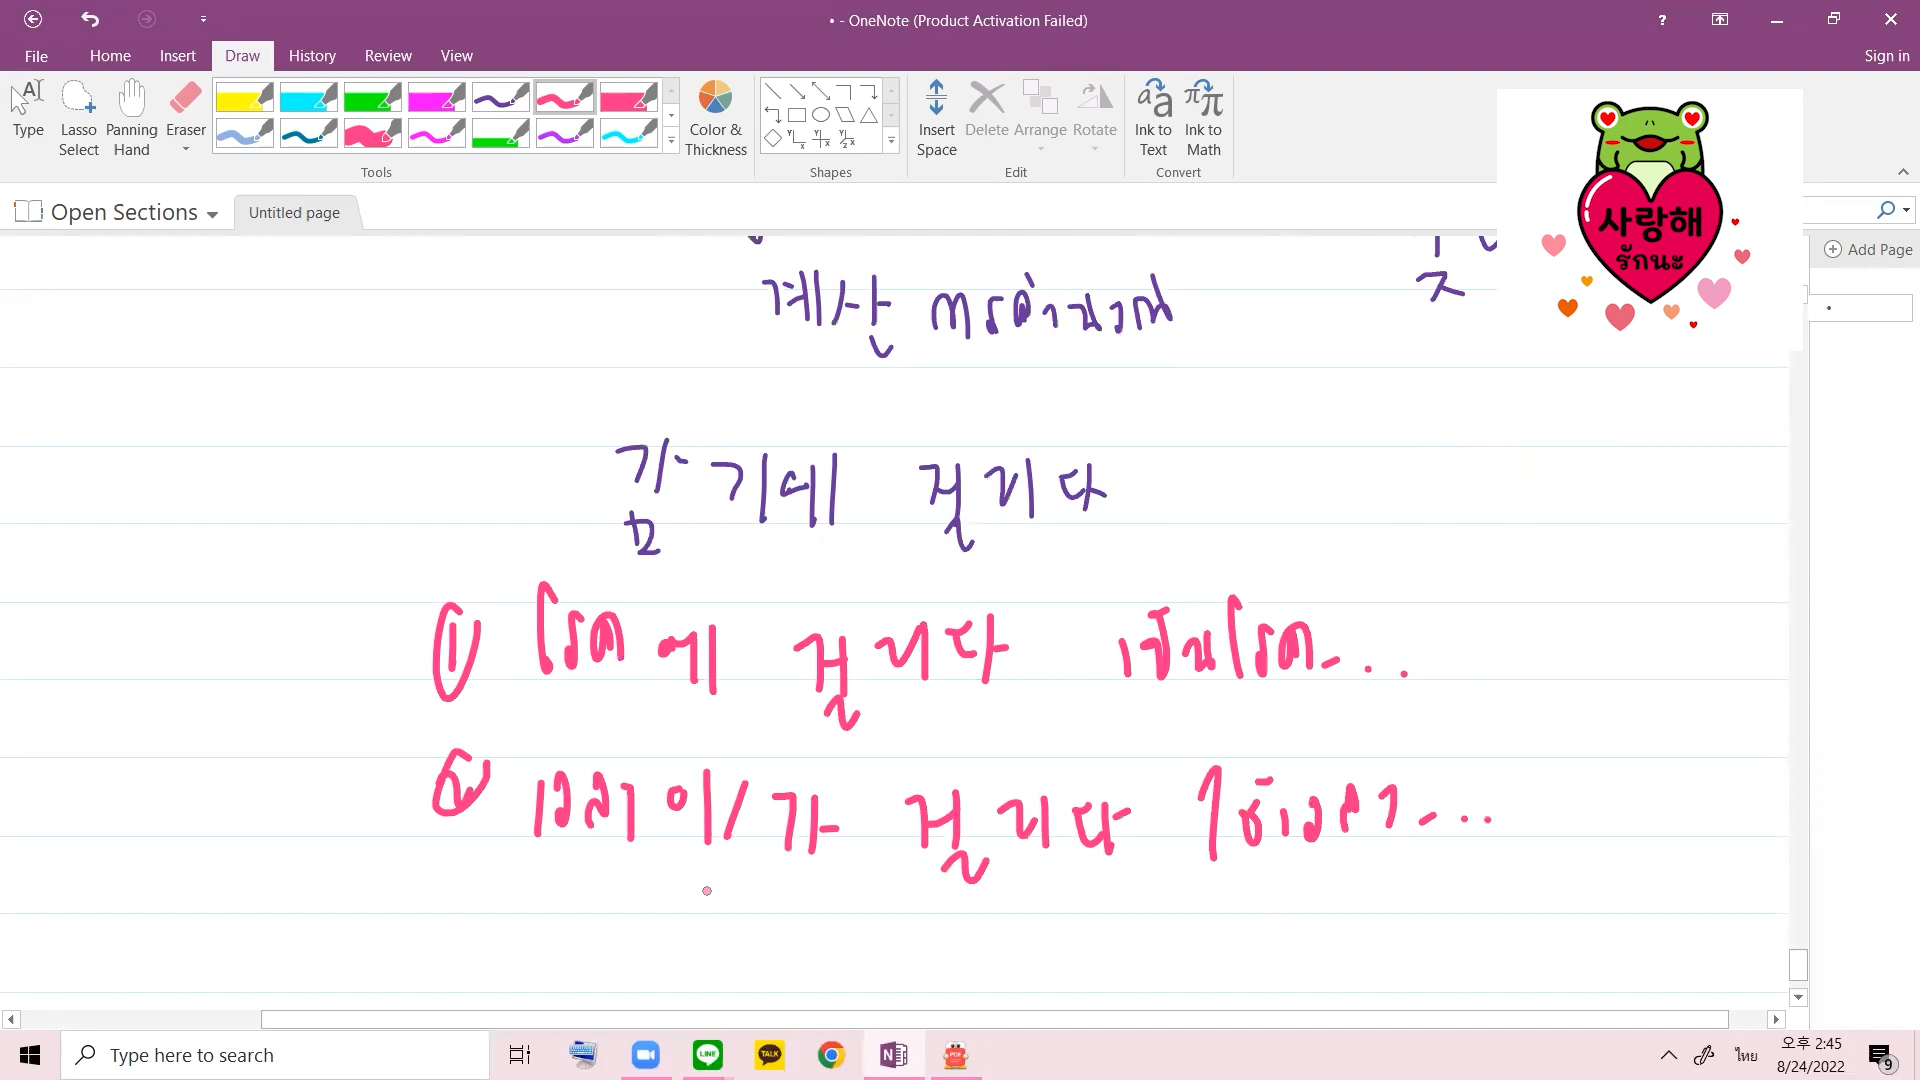 • - OneNote (Product Activation Failed)
File Home Insert Draw History Review View Sign in
Type Lasso Select Panning Hand Eraser Color & Thickness Insert Space Delete Arrange Rotate Ink to Text Ink to Math
Tools Shapes Edit Convert
Open Sections Untitled page
Add Page
사랑해
รักนะ
계산 การคำนวณ
감기에 걸리다
① โรค에 걸리다 เป็นโรค...
② เวลา이/가 걸리다 ใช้เวลา...
Type here to search
TALK
PDF
ไทย
오후 2:45
8/24/2022
9